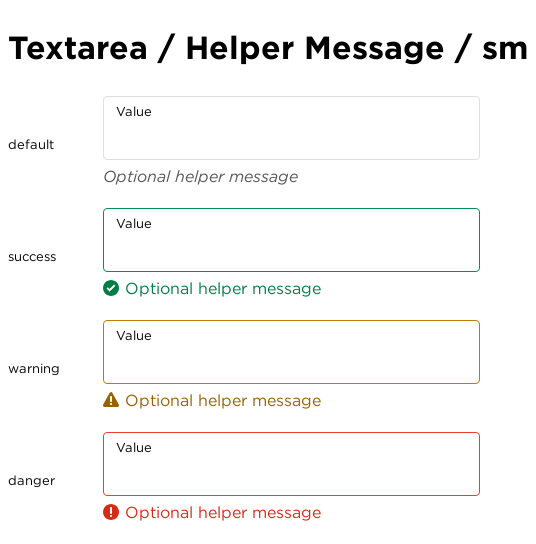 Textarea / Helper Message / sm
Value
default
Optional helper message
Value
success
Optional helper message
Value
warning
Optional helper message
Value
danger
Optional helper message